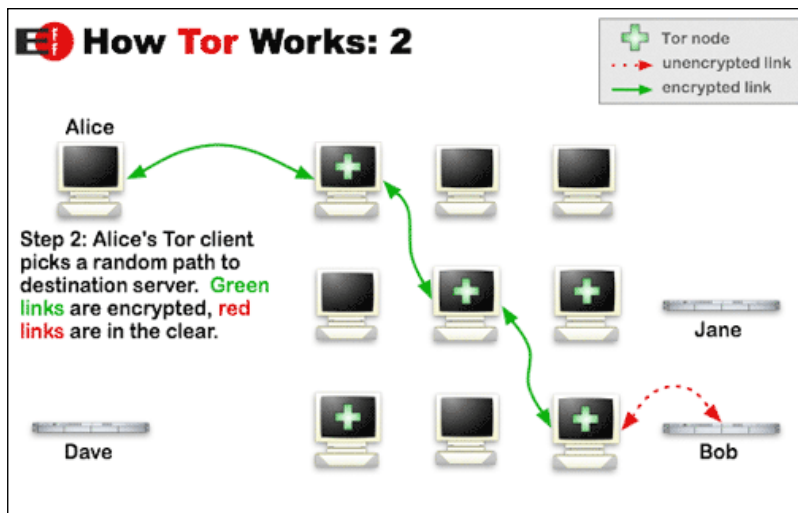 EFF How Tor Works: 2
Tor node
unencrypted link
encrypted link
Alice
Step 2: Alice's Tor client
picks a random path to
destination server. Green
links are encrypted, red
links are in the clear.
Jane
Dave
Bob